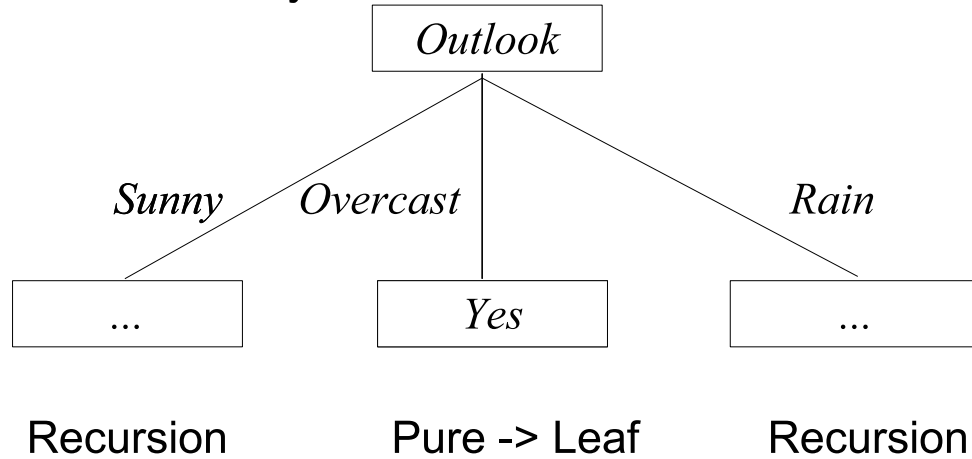 Outlook
Sunny Overcast Rain
... Yes ...
Recursion Pure -> Leaf Recursion